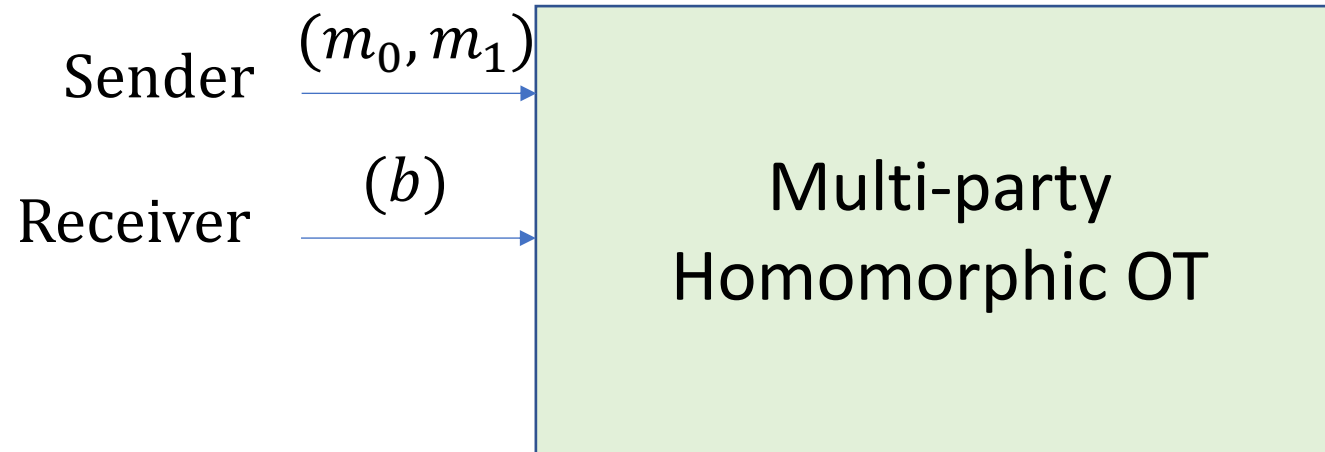 Sender (m₀, m₁)
Receiver (b)
Multi-party
Homomorphic OT